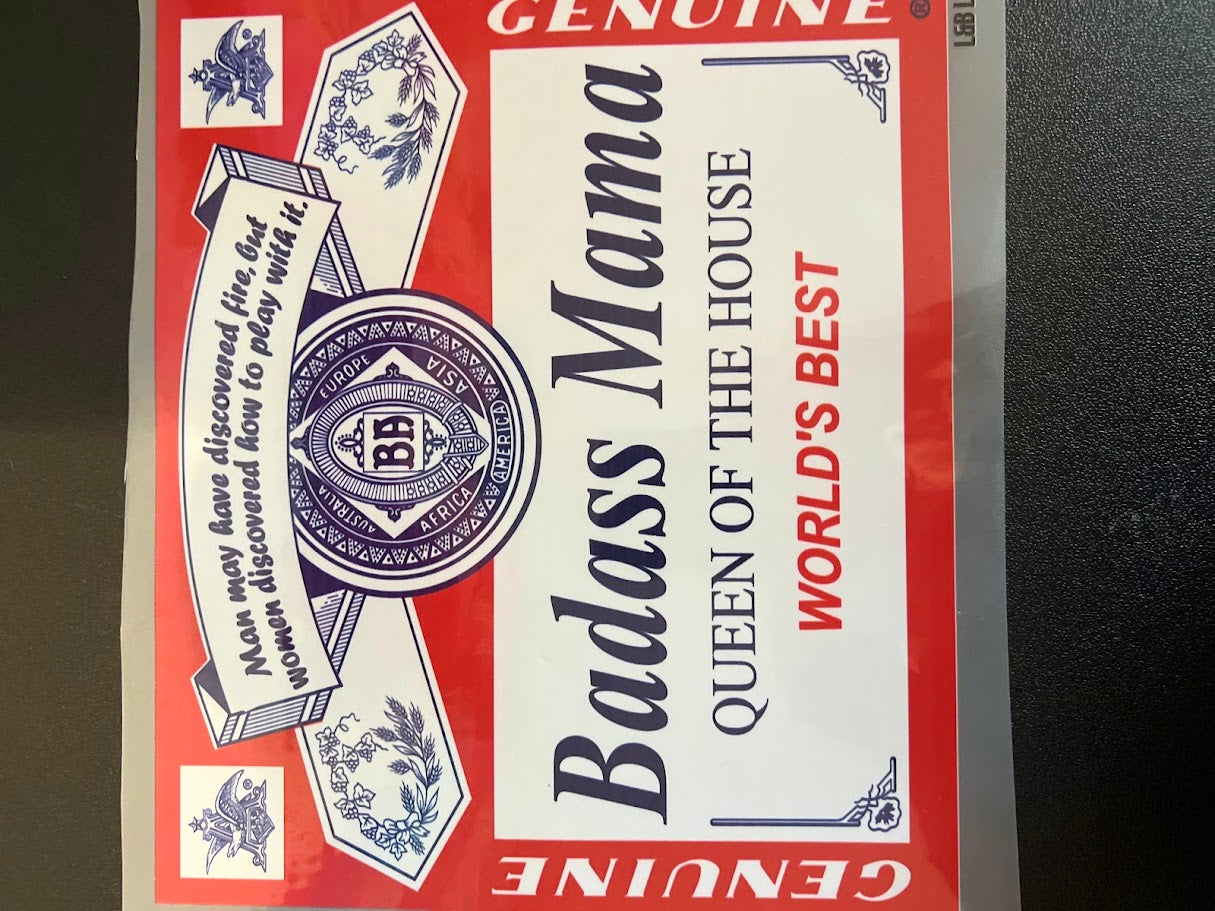 Man may have discovered fire, but
women discovered how to play with it.
EUROPE
ASIA
AUSTRALIA
AFRICA
AMERICA
BA
GENUINE
GENUINE
®
Badass Mama
QUEEN OF THE HOUSE
WORLD'S BEST